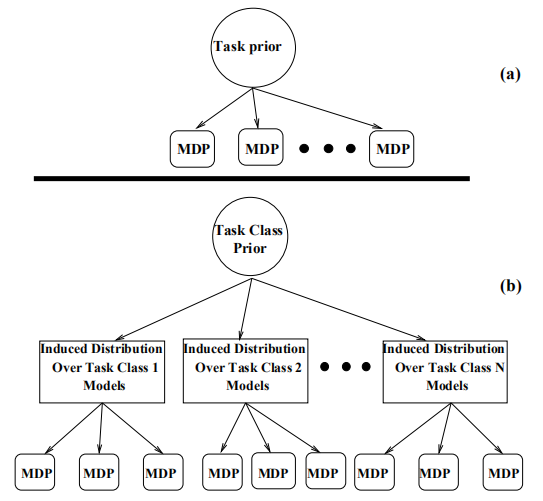 Task prior
(a)
MDP MDP MDP
Task Class
Prior
(b)
Induced Distribution
Over Task Class 1
Models
Induced Distribution
Over Task Class 2
Models
Induced Distribution
Over Task Class N
Models
MDP MDP MDP MDP MDP MDP MDP MDP MDP